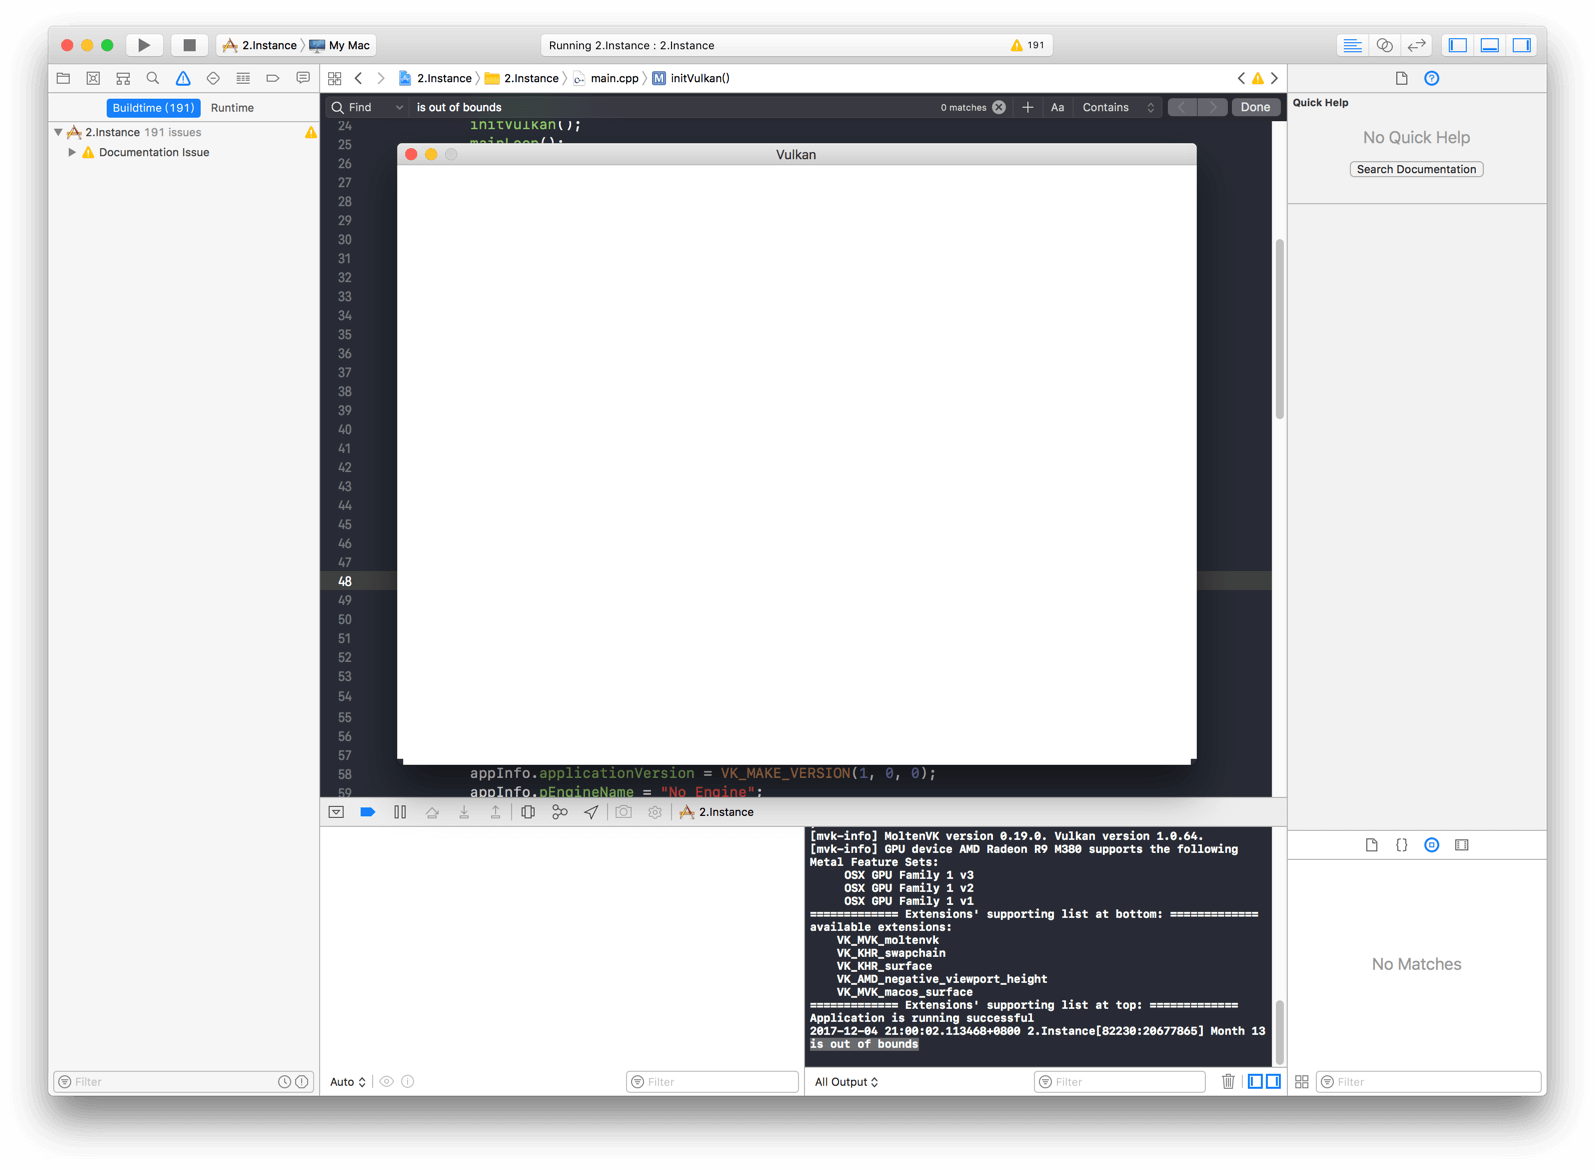 2.Instance My Mac
Running 2.Instance : 2.Instance
191
2.Instance 2.Instance main.cpp M initVulkan()
Buildtime (191) Runtime
Find is out of bounds
0 matches Aa Contains Done
Quick Help
No Quick Help
Search Documentation
2.Instance 191 issues
Documentation Issue
24 initVulkan();
25 mainLoop();
Vulkan
26
27
28
29
30
31
32
33
34
35
36
37
38
39
40
41
42
43
44
45
46
47
48
49
50
51
52
53
54
55
56
57
58 appInfo.applicationVersion = VK_MAKE_VERSION(1, 0, 0);
59 appInfo.pEngineName = "No Engine";
2.Instance
[mvk-info] MoltenVK version 0.19.0. Vulkan version 1.0.64.
[mvk-info] GPU device AMD Radeon R9 M380 supports the following
Metal Feature Sets:
OSX GPU Family 1 v3
OSX GPU Family 1 v2
OSX GPU Family 1 v1
============= Extensions' supporting list at bottom: =============
available extensions:
VK_MVK_moltenvk
VK_KHR_swapchain
VK_KHR_surface
VK_AMD_negative_viewport_height
VK_MVK_macos_surface
============= Extensions' supporting list at top: =============
Application is running successful
2017-12-04 21:00:02.113468+0800 2.Instance[82230:20677865] Month 13
is out of bounds
No Matches
Filter
Auto
Filter
All Output
Filter
Filter